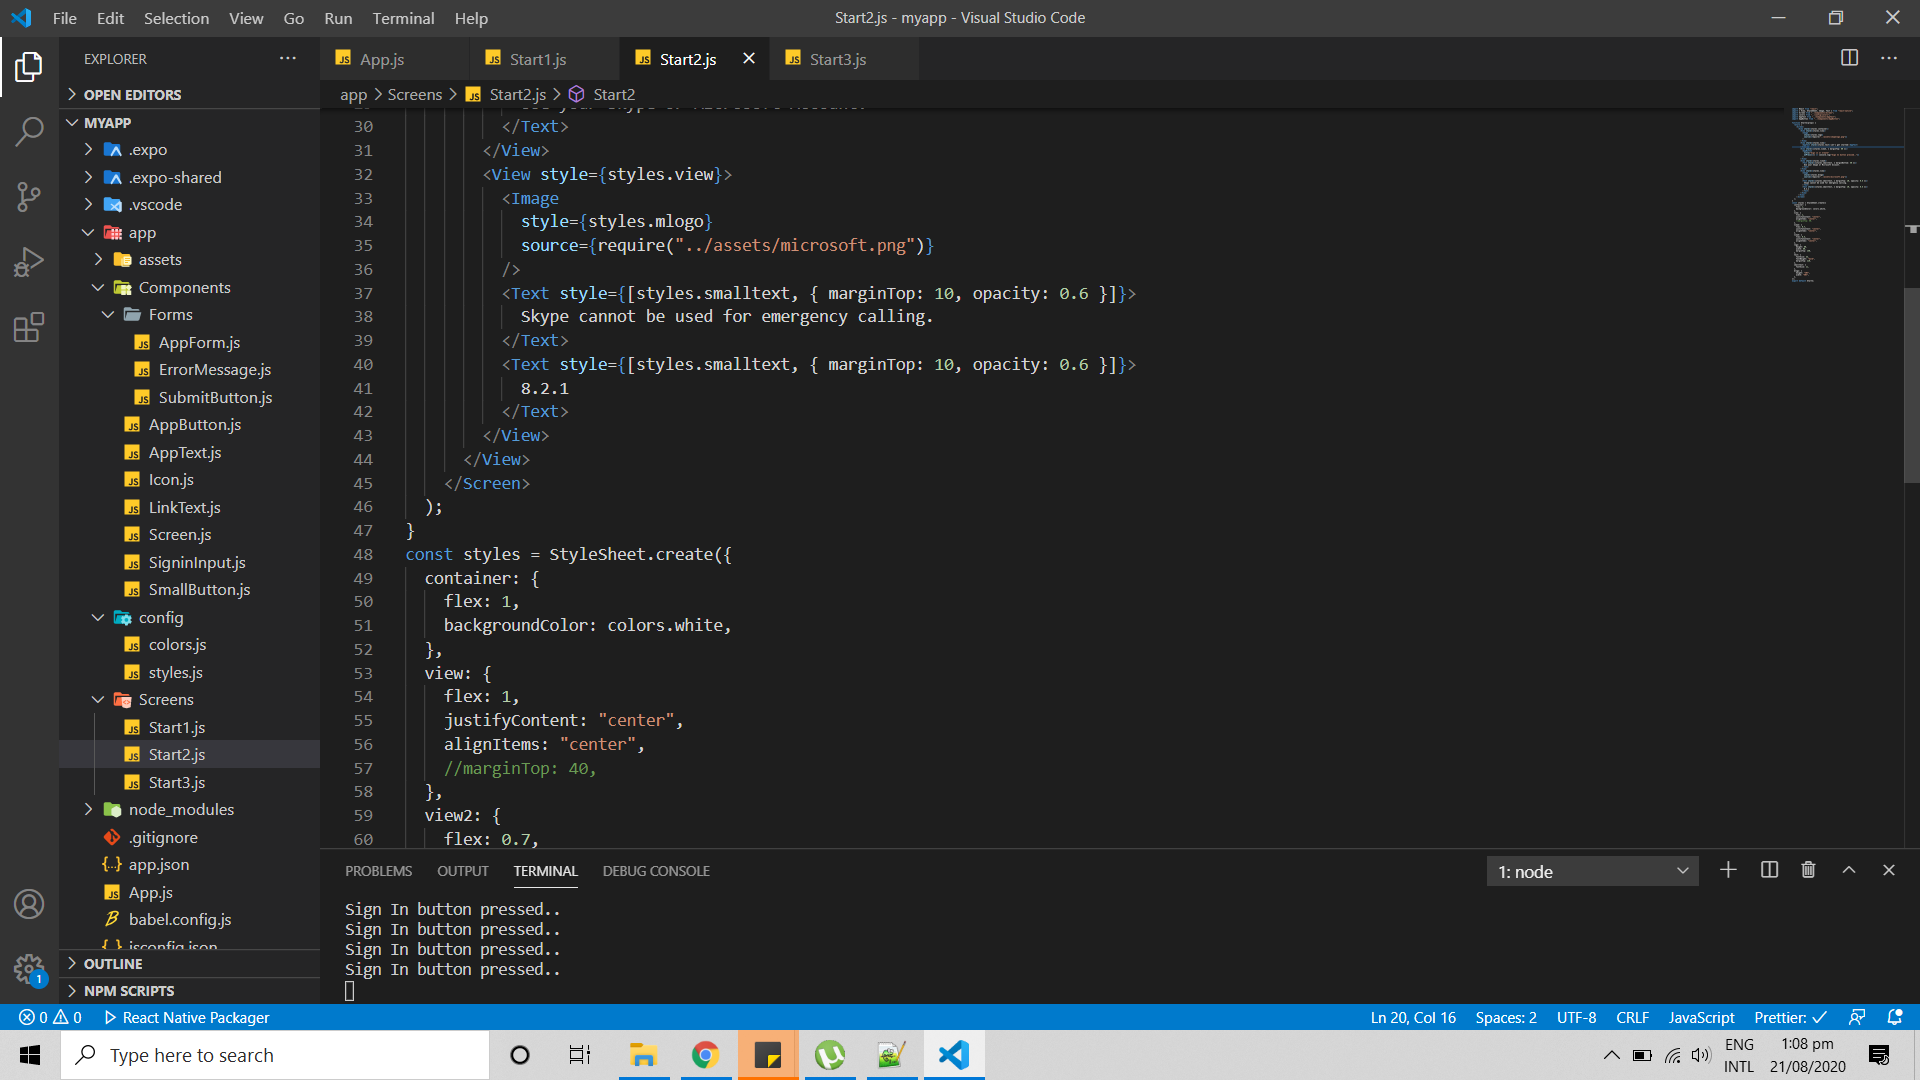 File Edit Selection View Go Run Terminal Help
Start2.js - myapp - Visual Studio Code
EXPLORER
OPEN EDITORS
MYAPP
.expo
.expo-shared
.vscode
app
assets
Components
Forms
AppForm.js
ErrorMessage.js
SubmitButton.js
AppButton.js
AppText.js
Icon.js
LinkText.js
Screen.js
SigninInput.js
SmallButton.js
config
colors.js
styles.js
Screens
Start1.js
Start2.js
Start3.js
node_modules
.gitignore
app.json
App.js
babel.config.js
jsconfig.json
OUTLINE
NPM SCRIPTS
App.js Start1.js Start2.js Start3.js
app > Screens > Start2.js > Start2
30 </Text>
31 </View>
32 <View style={styles.view}>
33 <Image
34 style={styles.mlogo}
35 source={require("../assets/microsoft.png")}
36 />
37 <Text style={[styles.smalltext, { marginTop: 10, opacity: 0.6 }]}>
38 Skype cannot be used for emergency calling.
39 </Text>
40 <Text style={[styles.smalltext, { marginTop: 10, opacity: 0.6 }]}>
41 8.2.1
42 </Text>
43 </View>
44 </View>
45 </Screen>
46 );
47 }
48 const styles = StyleSheet.create({
49 container: {
50 flex: 1,
51 backgroundColor: colors.white,
52 },
53 view: {
54 flex: 1,
55 justifyContent: "center",
56 alignItems: "center",
57 //marginTop: 40,
58 },
59 view2: {
60 flex: 0.7,
PROBLEMS OUTPUT TERMINAL DEBUG CONSOLE
1: node
Sign In button pressed..
Sign In button pressed..
Sign In button pressed..
Sign In button pressed..
1
0 0 React Native Packager
Ln 20, Col 16 Spaces: 2 UTF-8 CRLF JavaScript Prettier: ✓
Type here to search
ENG
INTL
1:08 pm
21/08/2020